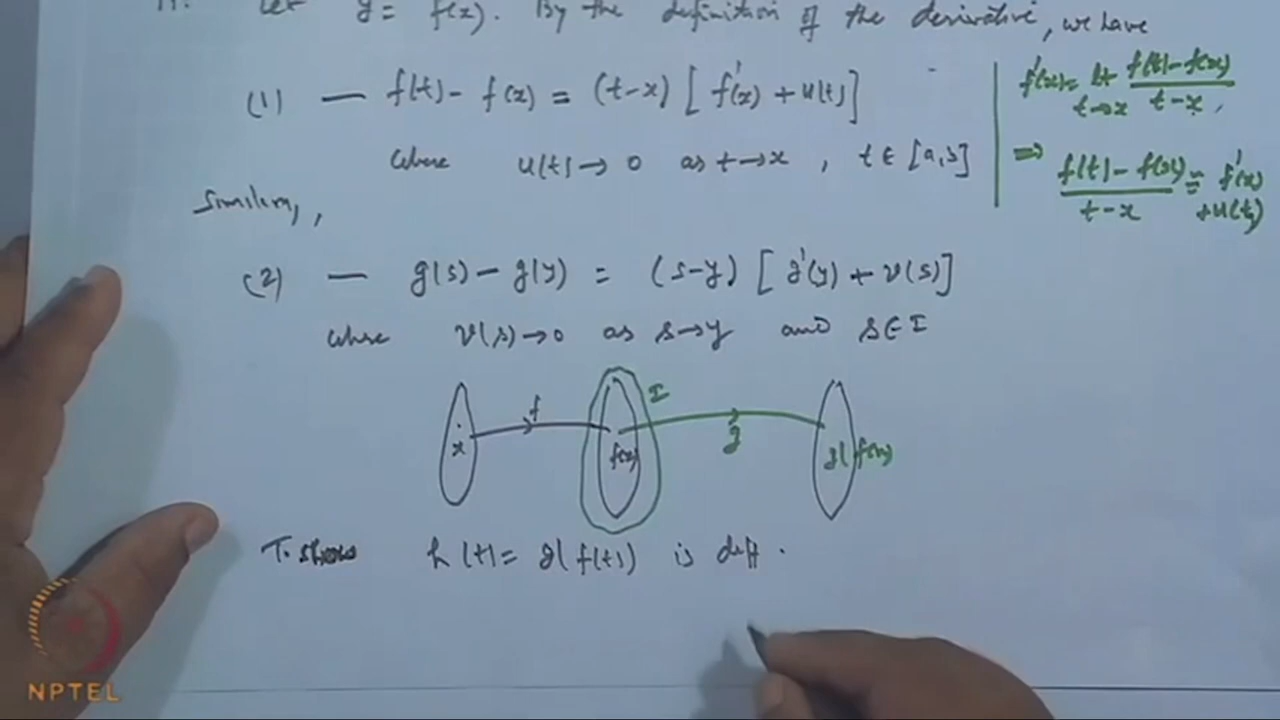 Let y = f(x). By the definition of the derivative, we have
(1) — f(t) - f(x) = (t-x) [ f'(x) + u(t) ]
where u(t) → 0 as t→x , t ∈ [a,b]
f'(x) = lt f(t)-f(x)
t→x t-x ,
⇒ f(t) - f(x) = f'(x)
t-x +u(t)
Similarly,
(2) — g(s) - g(y) = (s-y) [ g'(y) + v(s) ]
where v(s)→0 as s→y and s ∈ I
f I g
x f(x) g(f(x)
To show h(t) = g(f(t)) is diff.
NPTEL